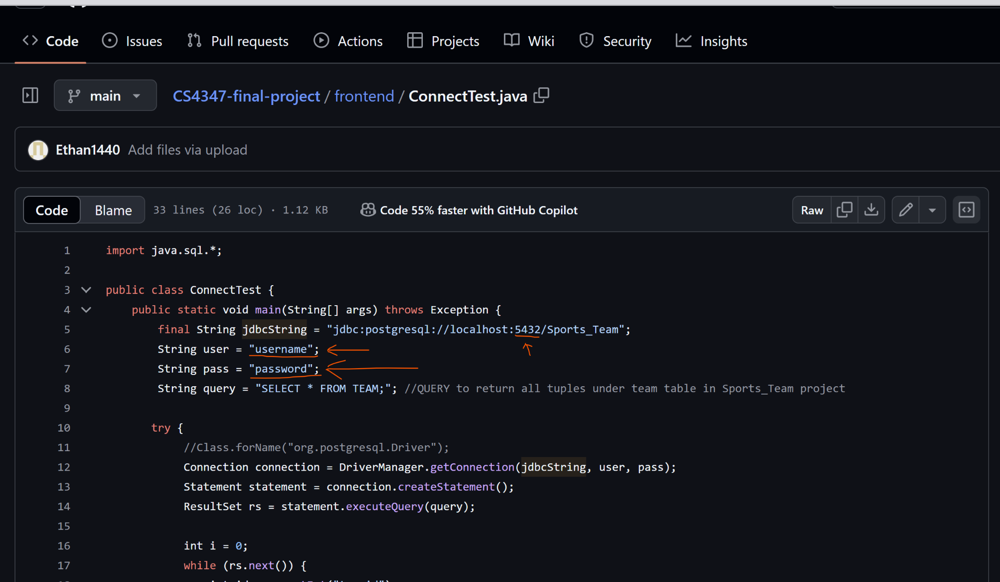 Code Issues Pull requests Actions Projects Wiki Security Insights
main CS4347-final-project / frontend / ConnectTest.java
Ethan1440 Add files via upload
Code Blame 33 lines (26 loc) · 1.12 KB Code 55% faster with GitHub Copilot Raw
1 import java.sql.*;
2
3 public class ConnectTest {
4 public static void main(String[] args) throws Exception {
5 final String jdbcString = "jdbc:postgresql://localhost:5432/Sports_Team";
6 String user = "username";
7 String pass = "password";
8 String query = "SELECT * FROM TEAM;"; //QUERY to return all tuples under team table in Sports_Team project
9
10 try {
11 //Class.forName("org.postgresql.Driver");
12 Connection connection = DriverManager.getConnection(jdbcString, user, pass);
13 Statement statement = connection.createStatement();
14 ResultSet rs = statement.executeQuery(query);
15
16 int i = 0;
17 while (rs.next()) {